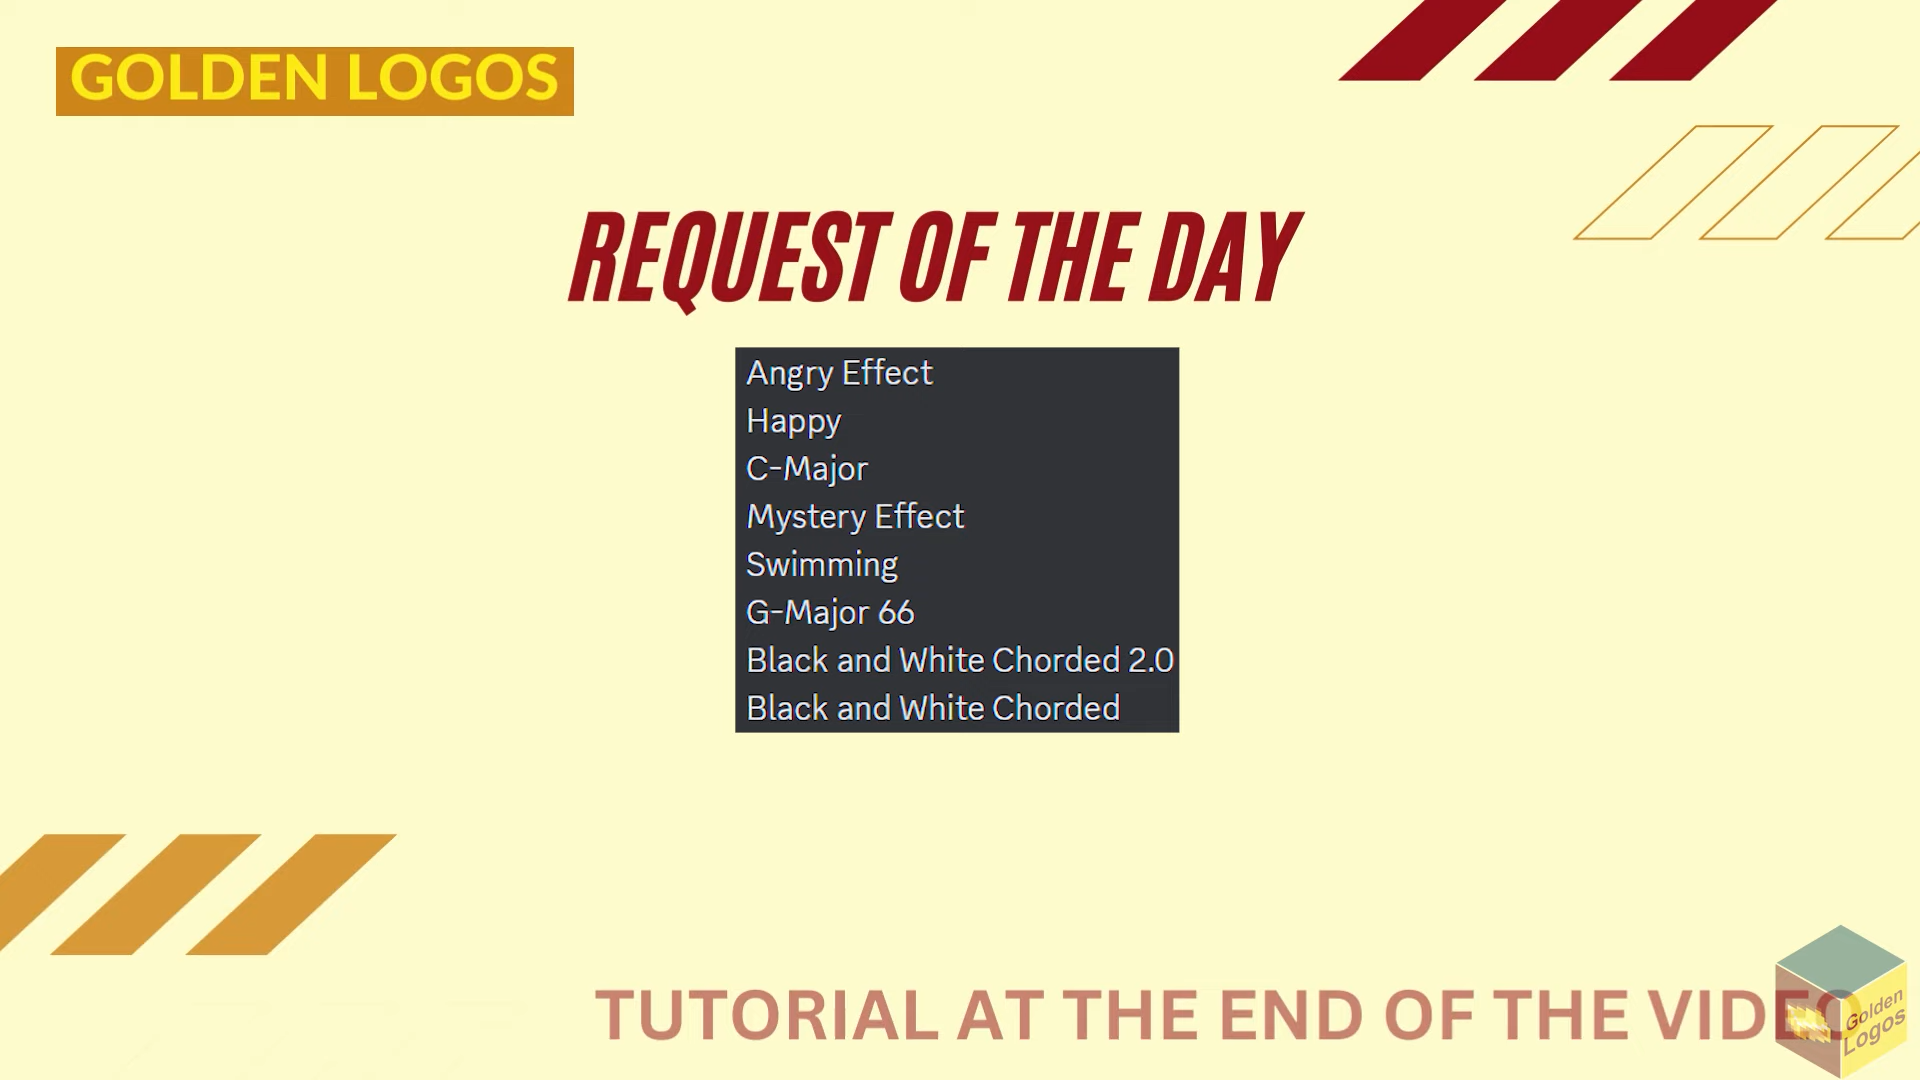 GOLDEN LOGOS
REQUEST OF THE DAY
Angry Effect
Happy
C-Major
Mystery Effect
Swimming
G-Major 66
Black and White Chorded 2.0
Black and White Chorded
TUTORIAL AT THE END OF THE VIDEO
Golden
Logos